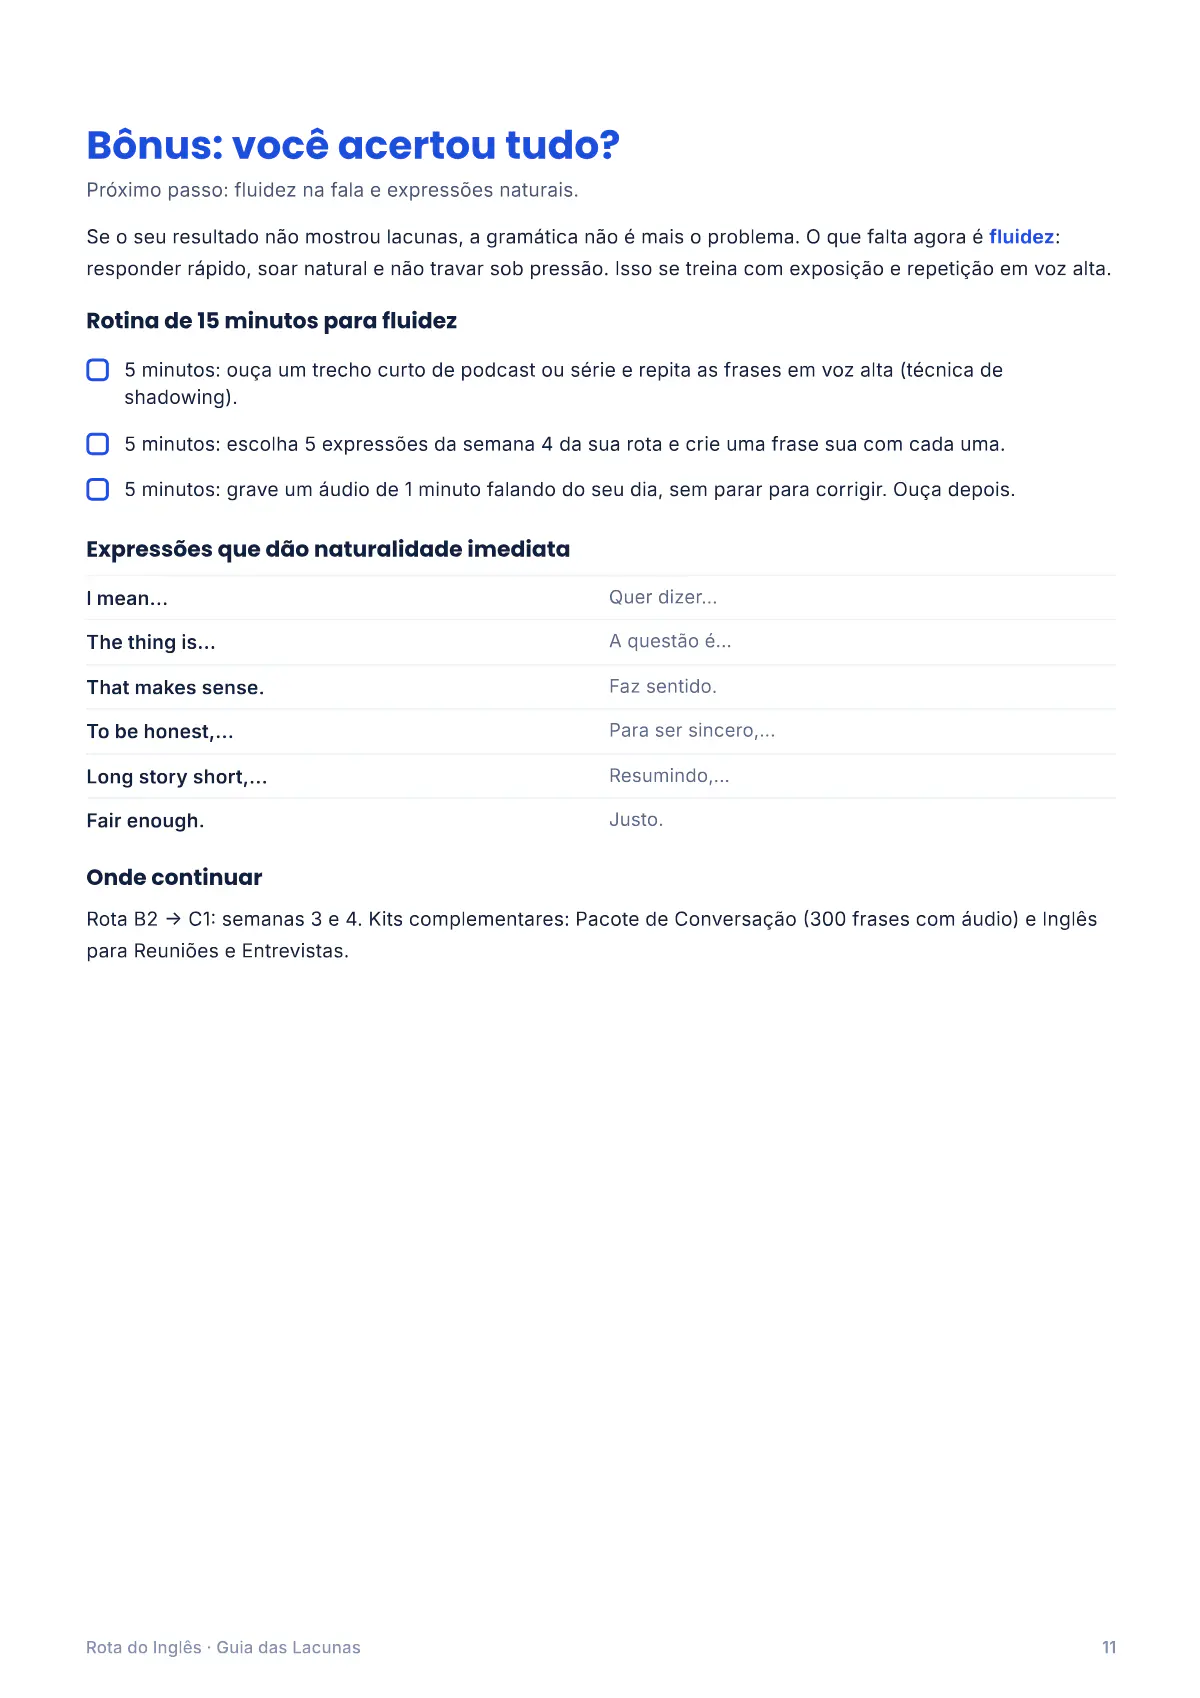 Bônus: você acertou tudo?
Próximo passo: fluidez na fala e expressões naturais.
Se o seu resultado não mostrou lacunas, a gramática não é mais o problema. O que falta agora é fluidez:
responder rápido, soar natural e não travar sob pressão. Isso se treina com exposição e repetição em voz alta.
Rotina de 15 minutos para fluidez
5 minutos: ouça um trecho curto de podcast ou série e repita as frases em voz alta (técnica de
shadowing).
5 minutos: escolha 5 expressões da semana 4 da sua rota e crie uma frase sua com cada uma.
5 minutos: grave um áudio de 1 minuto falando do seu dia, sem parar para corrigir. Ouça depois.
Expressões que dão naturalidade imediata
I mean... Quer dizer...
The thing is... A questão é...
That makes sense. Faz sentido.
To be honest,... Para ser sincero,...
Long story short,... Resumindo,...
Fair enough. Justo.
Onde continuar
Rota B2 → C1: semanas 3 e 4. Kits complementares: Pacote de Conversação (300 frases com áudio) e Inglês
para Reuniões e Entrevistas.
Rota do Inglês · Guia das Lacunas 11